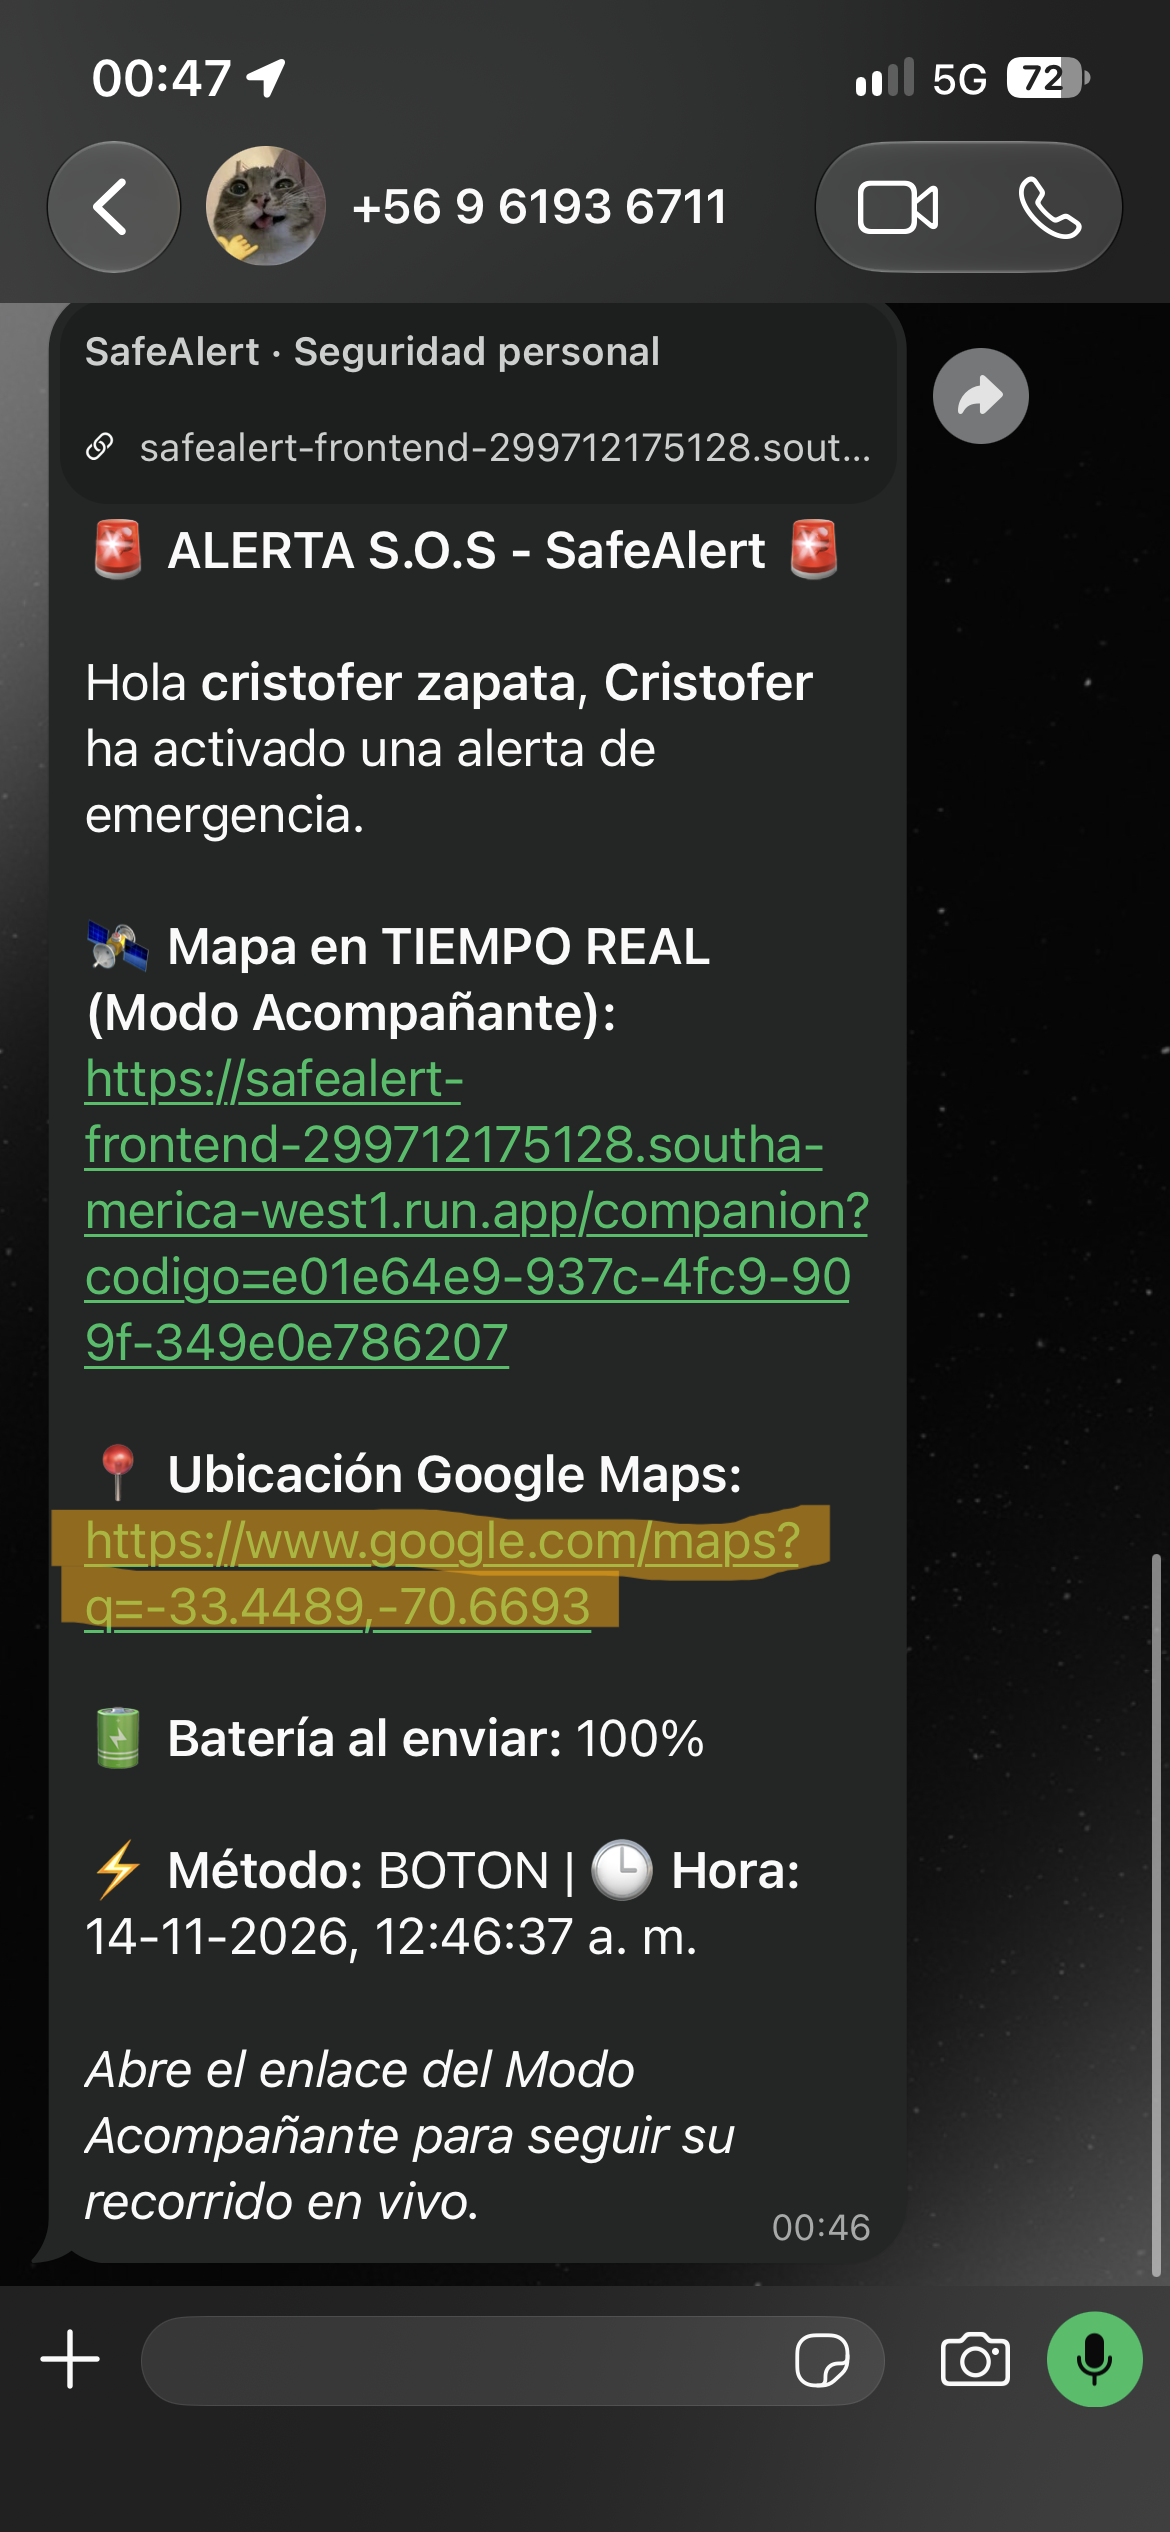 00:47
5G
72
+56 9 6193 6711
SafeAlert · Seguridad personal
safealert-frontend-299712175128.sout...
🚨 ALERTA S.O.S - SafeAlert 🚨
Hola cristofer zapata, Cristofer
ha activado una alerta de
emergencia.
🛰️ Mapa en TIEMPO REAL
(Modo Acompañante):
https://safealert-
frontend-299712175128.southa-
merica-west1.run.app/companion?
codigo=e01e64e9-937c-4fc9-90
9f-349e0e786207
📍 Ubicación Google Maps:
https://www.google.com/maps?
q=-33.4489,-70.6693
🔋 Batería al enviar: 100%
⚡ Método: BOTON | 🕒 Hora:
14-11-2026, 12:46:37 a. m.
Abre el enlace del Modo
Acompañante para seguir su
recorrido en vivo.
00:46